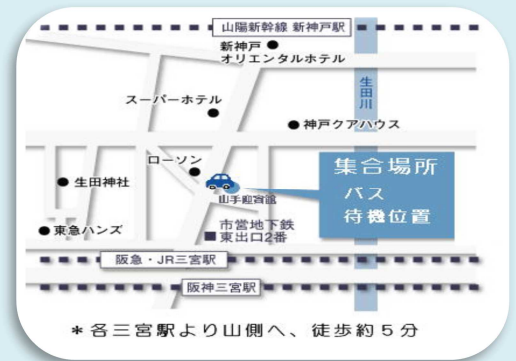 山陽新幹線 新神戸駅
新神戸
オリエンタルホテル
生田川
スーパーホテル
神戸クアハウス
ローソン
集合場所
バス
待機位置
生田神社
山手迎賓館
東急ハンズ
市営地下鉄
東出口2番
阪急・JR三宮駅
阪神三宮駅
＊各三宮駅より山側へ、徒歩約５分